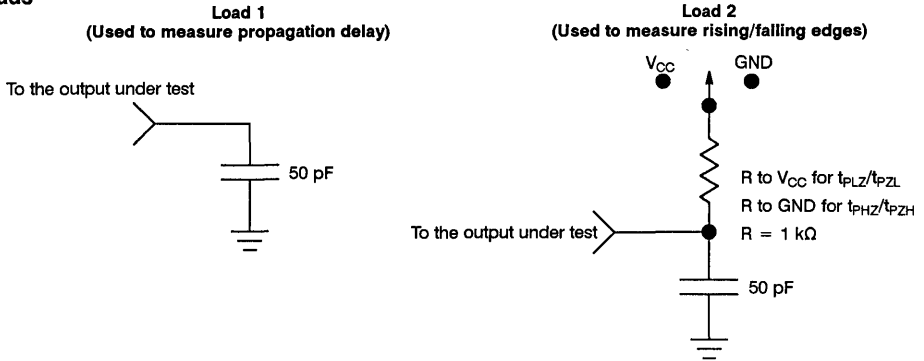 Load 1
(Used to measure propagation delay)
To the output under test
50 pF
Load 2
(Used to measure rising/falling edges)
VCC
GND
R to VCC for tPLZ/tPZL
R to GND for tPHZ/tPZH
R = 1 kΩ
To the output under test
50 pF